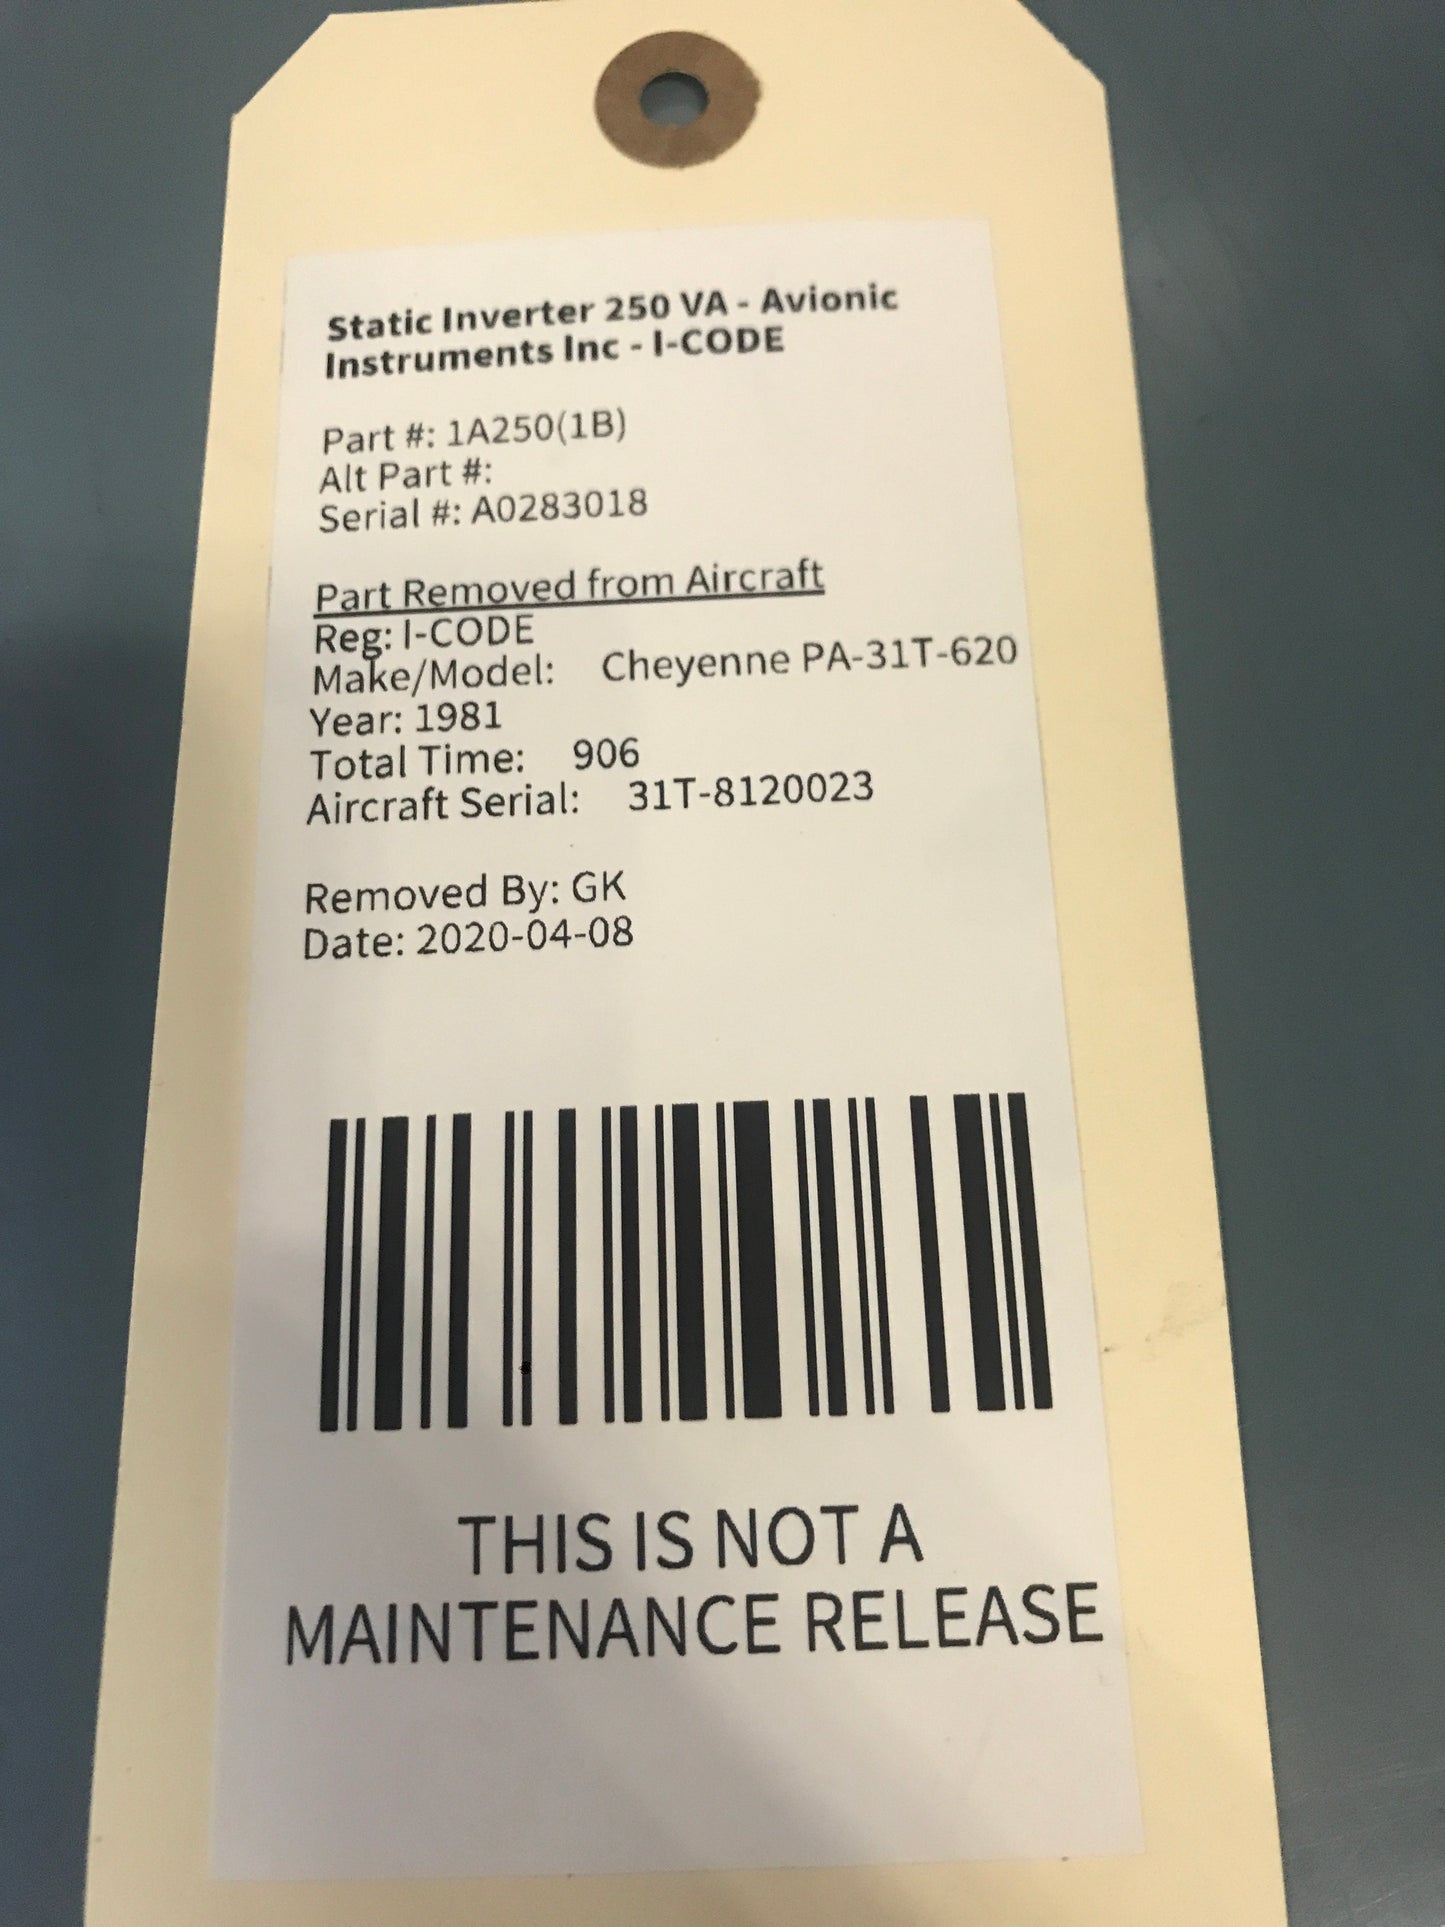 Static Inverter 250 VA - Avionic
Instruments Inc - I-CODE
Part #: 1A250(1B)
Alt Part #:
Serial #: A0283018
Part Removed from Aircraft
Reg: I-CODE
Make/Model: Cheyenne PA-31T-620
Year: 1981
Total Time: 906
Aircraft Serial: 31T-8120023
Removed By: GK
Date: 2020-04-08
THIS IS NOT A
MAINTENANCE RELEASE